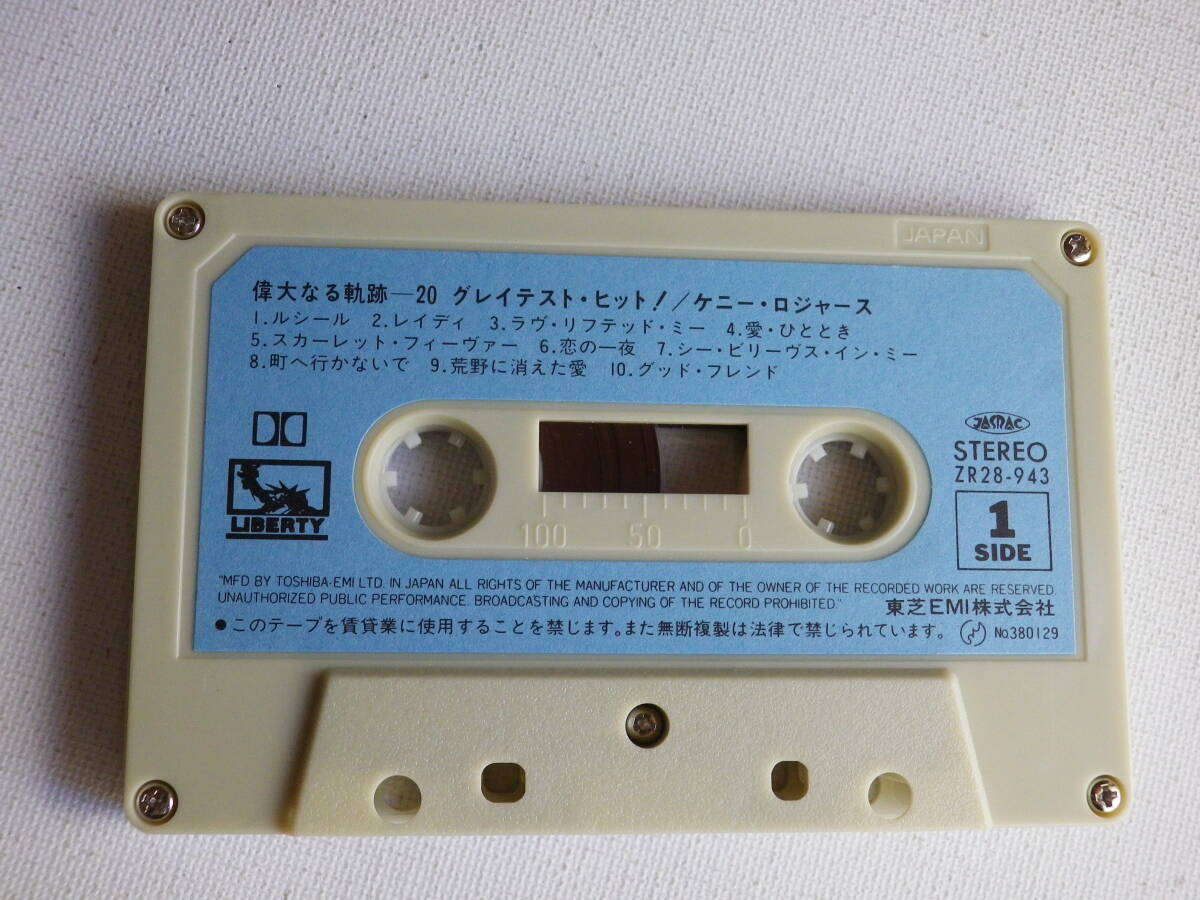 JAPAN
偉大なる軌跡—20 グレイテスト・ヒット!/ケニー・ロジャース
1.ルシール 2.レイディ 3.ラヴ・リフテッド・ミー 4.愛・ひととき
5.スカーレット・フィーヴァー 6.恋の一夜 7.シー・ビリーヴス・イン・ミー
8.町へ行かないで 9.荒野に消えた愛 10.グッド・フレンド
JASRAC
STEREO
ZR28-943
LIBERTY
1
SIDE
100 50 0
"MFD BY TOSHIBA-EMI LTD. IN JAPAN ALL RIGHTS OF THE MANUFACTURER AND OF THE OWNER OF THE RECORDED WORK ARE RESERVED.
UNAUTHORIZED PUBLIC PERFORMANCE. BROADCASTING AND COPYING OF THE RECORD PROHIBITED." 東芝EMI株式会社
●このテープを賃貸業に使用することを禁じます。また無断複製は法律で禁じられています。 No.380129